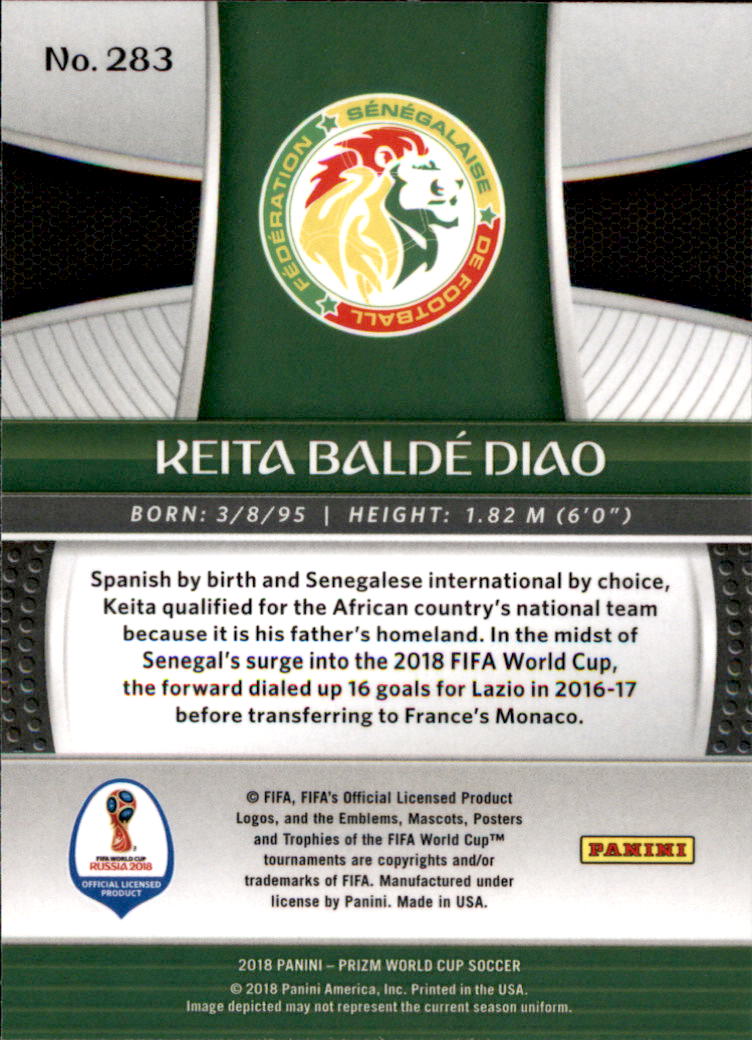 No. 283
FÉDÉRATION SÉNÉGALAISE DE FOOTBALL
KEITA BALDÉ DIAO
BORN: 3/8/95 | HEIGHT: 1.82 M (6'0")
Spanish by birth and Senegalese international by choice,
Keita qualified for the African country's national team
because it is his father's homeland. In the midst of
Senegal's surge into the 2018 FIFA World Cup,
the forward dialed up 16 goals for Lazio in 2016-17
before transferring to France's Monaco.
FIFA WORLD CUP
RUSSIA 2018
OFFICIAL LICENSED
PRODUCT
© FIFA, FIFA's Official Licensed Product
Logos, and the Emblems, Mascots, Posters
and Trophies of the FIFA World Cup™
tournaments are copyrights and/or
trademarks of FIFA. Manufactured under
license by Panini. Made in USA.
PANINI
2018 PANINI – PRIZM WORLD CUP SOCCER
© 2018 Panini America, Inc. Printed in the USA.
Image depicted may not represent the current season uniform.